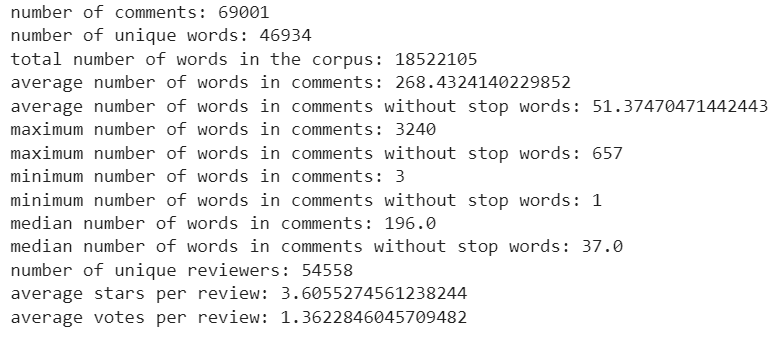 number of comments: 69001
number of unique words: 46934
total number of words in the corpus: 18522105
average number of words in comments: 268.4324140229852
average number of words in comments without stop words: 51.37470471442443
maximum number of words in comments: 3240
maximum number of words in comments without stop words: 657
minimum number of words in comments: 3
minimum number of words in comments without stop words: 1
median number of words in comments: 196.0
median number of words in comments without stop words: 37.0
number of unique reviewers: 54558
average stars per review: 3.6055274561238244
average votes per review: 1.3622846045709482